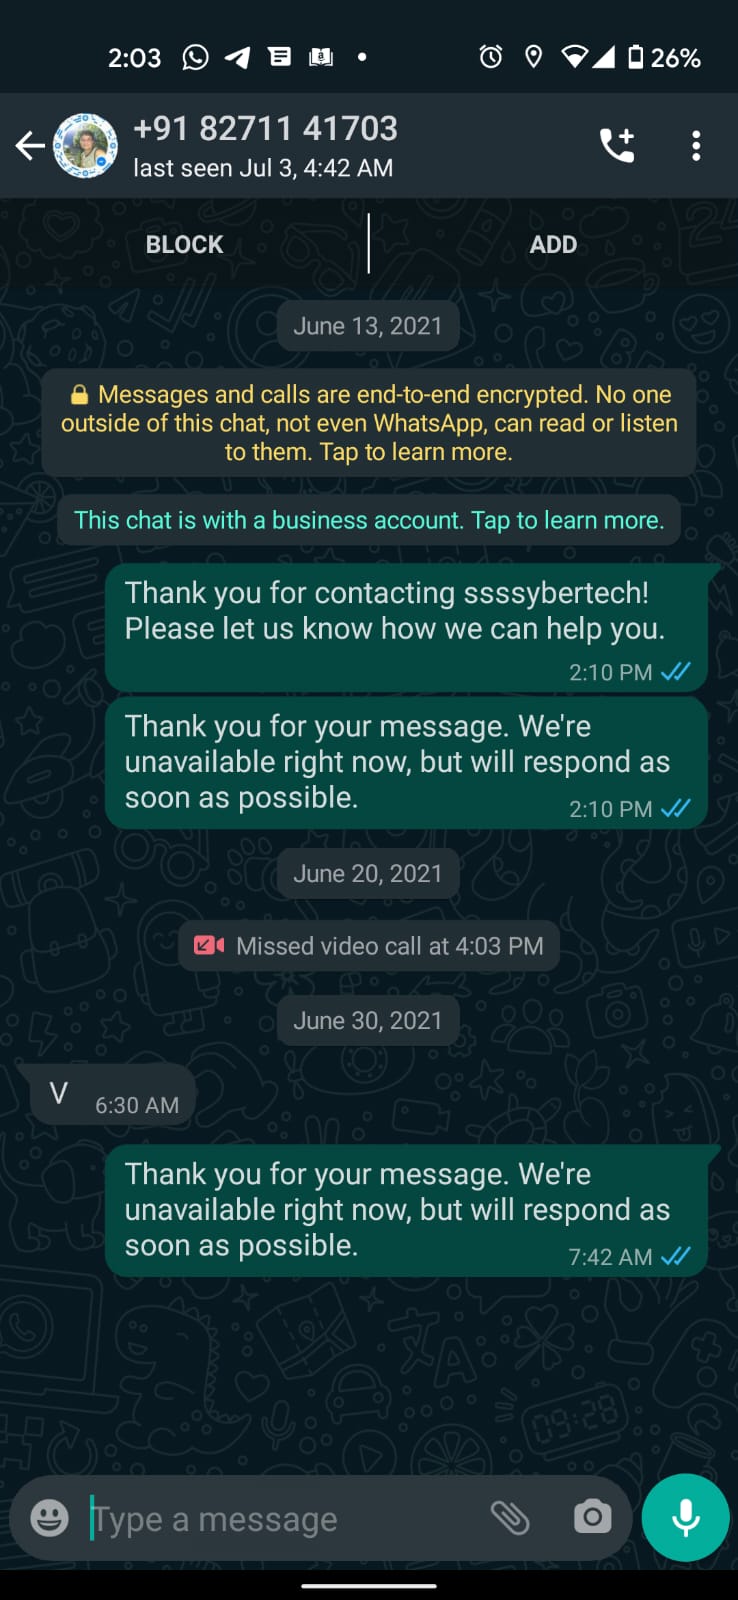 2:03
26%
+91 82711 41703
last seen Jul 3, 4:42 AM
BLOCK
ADD
June 13, 2021
Messages and calls are end-to-end encrypted. No one
outside of this chat, not even WhatsApp, can read or listen
to them. Tap to learn more.
This chat is with a business account. Tap to learn more.
Thank you for contacting ssssybertech!
Please let us know how we can help you.
2:10 PM
Thank you for your message. We're
unavailable right now, but will respond as
soon as possible.
2:10 PM
June 20, 2021
Missed video call at 4:03 PM
June 30, 2021
V
6:30 AM
Thank you for your message. We're
unavailable right now, but will respond as
soon as possible.
7:42 AM
09:29
Type a message